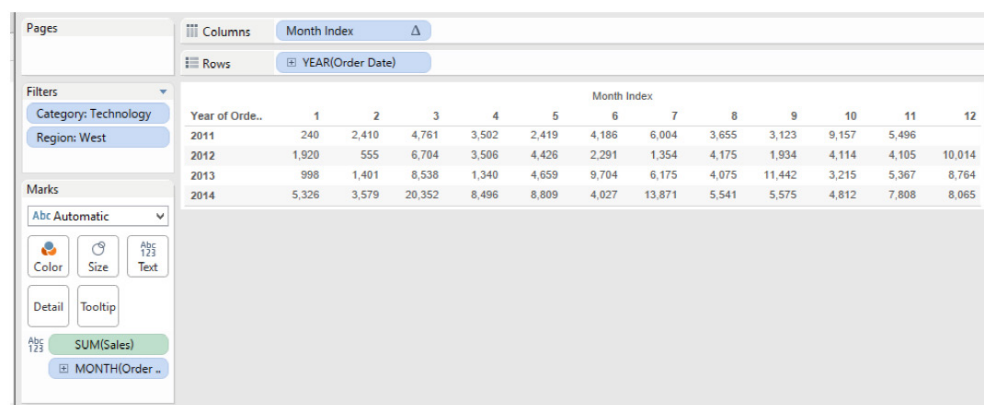 Pages
Columns Month Index Δ
Rows YEAR(Order Date)
Filters
Category: Technology
Region: West
Marks
Abc Automatic
Color Size Abc 123 Text
Detail Tooltip
Abc 123 SUM(Sales)
MONTH(Order ..
Month Index
Year of Orde.. 1 2 3 4 5 6 7 8 9 10 11 12
2011 240 2,410 4,761 3,502 2,419 4,186 6,004 3,655 3,123 9,157 5,496
2012 1,920 555 6,704 3,506 4,426 2,291 1,354 4,175 1,934 4,114 4,105 10,014
2013 998 1,401 8,538 1,340 4,659 9,704 6,175 4,075 11,442 3,215 5,367 8,764
2014 5,326 3,579 20,352 8,496 8,809 4,027 13,871 5,541 5,575 4,812 7,808 8,065